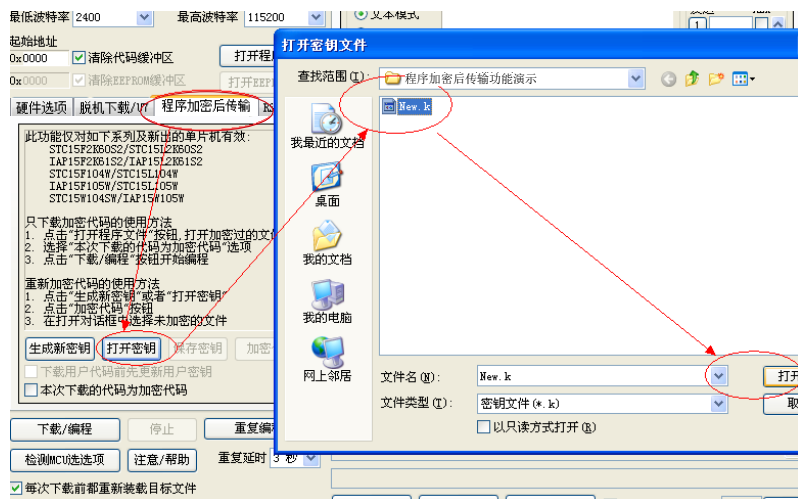 最低波特率 2400 最高波特率 115200
文本模式
起始地址
0x0000 清除代码缓冲区
0x0000 清除EEPROM缓冲区 打开EEPR
硬件选项 脱机下载/U7 程序加密后传输
此功能仅对如下系列及新出的单片机有效:
STC15F2K60S2/STC15L2K60S2
IAP15F2K61S2/IAP15L2K61S2
STC15F104W/STC15L104W
IAP15F105W/STC15L105W
STC15W104SW/IAP15W105W
只下载加密代码的使用方法
1. 点击"打开程序文件"按钮,打开加密过的文
2. 选择"本次下载的代码为加密代码"选项
3. 点击"下载/编程"按钮开始编程
重新加密代码的使用方法
1. 点击"生成新密钥"或者"打开密钥"
2. 点击"加密代码"按钮
3. 在打开对话框中选择未加密的文件
生成新密钥 打开密钥 保存密钥 加密
下载用户代码前先更新用户密钥
本次下载的代码为加密代码
下载/编程 停止 重复编
检测MCU选选项 注意/帮助 重复延时 3 秒
每次下载前都重新装载目标文件
打开密钥文件
查找范围(I): 程序加密后传输功能演示
New.k
我最近的文档
桌面
我的文档
我的电脑
网上邻居
文件名(N): New.k 打开
文件类型(T): 密钥文件(*.k) 取
以只读方式打开(R)